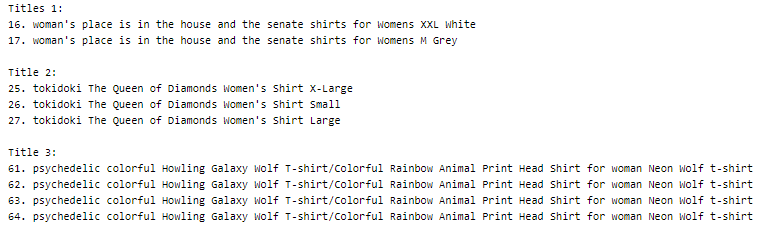 Titles 1:
16. woman's place is in the house and the senate shirts for Womens XXL White
17. woman's place is in the house and the senate shirts for Womens M Grey
Title 2:
25. tokidoki The Queen of Diamonds Women's Shirt X-Large
26. tokidoki The Queen of Diamonds Women's Shirt Small
27. tokidoki The Queen of Diamonds Women's Shirt Large
Title 3:
61. psychedelic colorful Howling Galaxy Wolf T-shirt/Colorful Rainbow Animal Print Head Shirt for woman Neon Wolf t-shirt
62. psychedelic colorful Howling Galaxy Wolf T-shirt/Colorful Rainbow Animal Print Head Shirt for woman Neon Wolf t-shirt
63. psychedelic colorful Howling Galaxy Wolf T-shirt/Colorful Rainbow Animal Print Head Shirt for woman Neon Wolf t-shirt
64. psychedelic colorful Howling Galaxy Wolf T-shirt/Colorful Rainbow Animal Print Head Shirt for woman Neon Wolf t-shirt